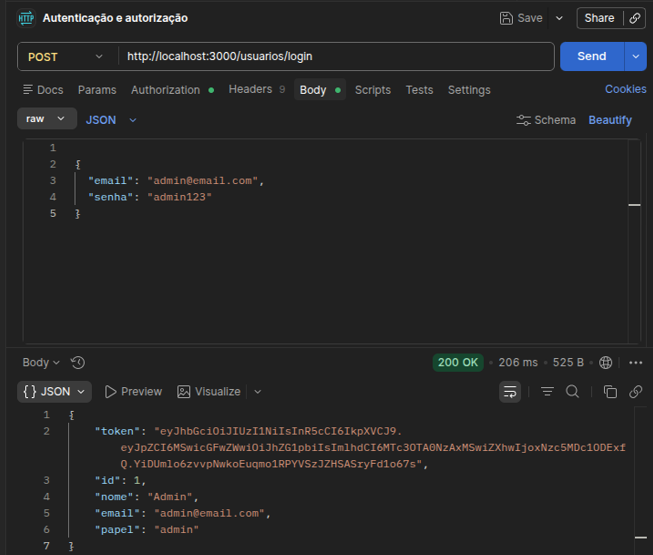 HTTP Autenticação e autorização Save Share
POST http://localhost:3000/usuarios/login Send
Docs Params Authorization Headers 9 Body Scripts Tests Settings Cookies
raw JSON Schema Beautify
1
2 {
3 "email": "admin@email.com",
4 "senha": "admin123"
5 }
Body 200 OK • 206 ms • 525 B
{} JSON Preview Visualize
1 {
2 "token": "eyJhbGciOiJIUzI1NiIsInR5cCI6IkpXVCJ9.
eyJpZCI6MSwicGFwZWwiOiJhZG1pbiIsImlhdCI6MTc3OTA0NzAxMSwiZXhwIjoxNzc5MDc1ODExf
Q.YiDUmlo6zvvpNwkoEuqmo1RPYVSzJZHSASzyFd1o67s",
3 "id": 1,
4 "nome": "Admin",
5 "email": "admin@email.com",
6 "papel": "admin"
7 }